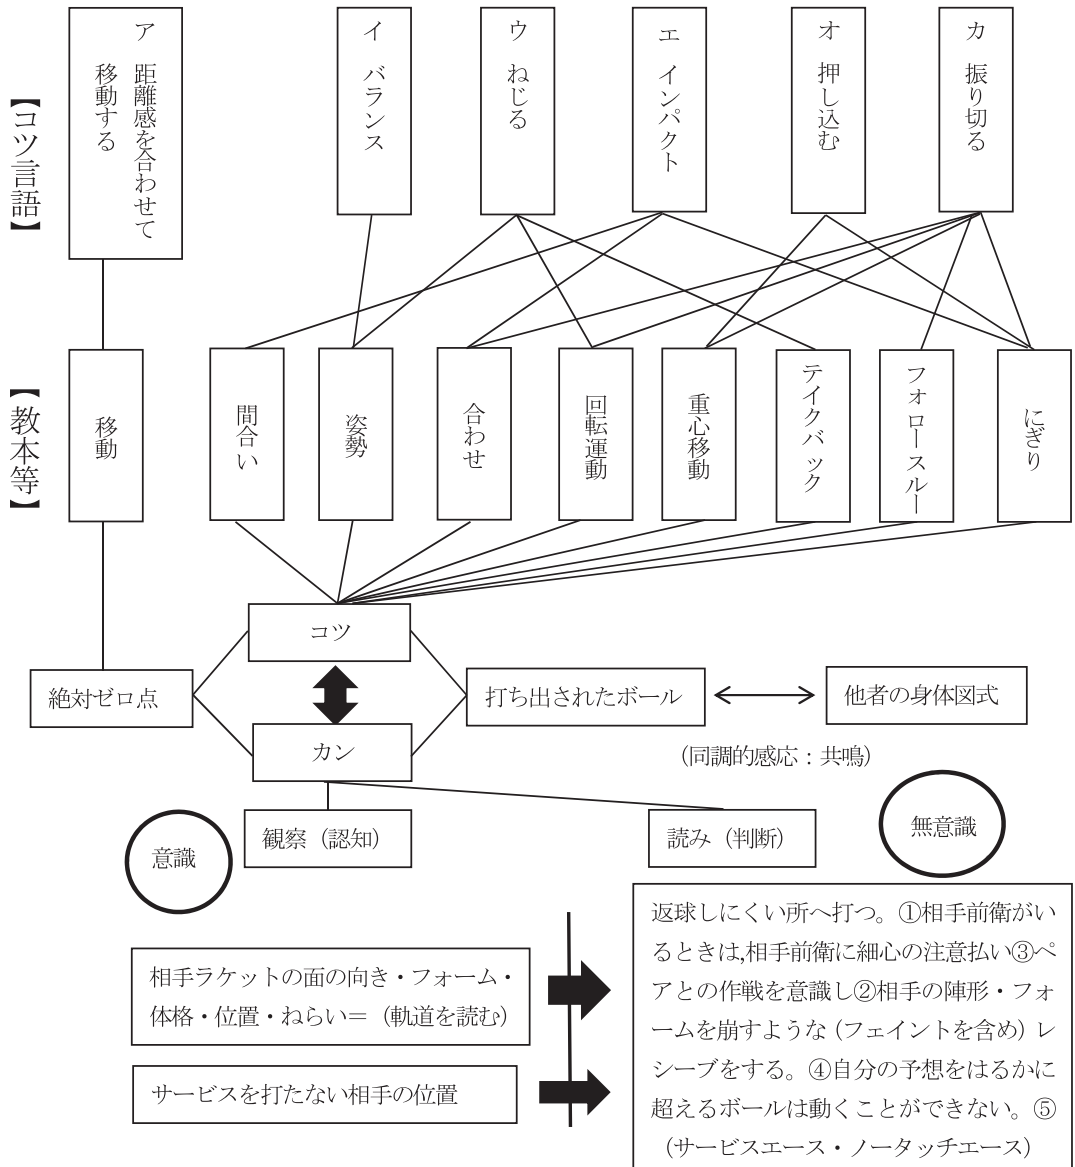 【コツ言語】
ア 距離感を合わせて
移動する
イ バランス
ウ ねじる
エ インパクト
オ 押し込む
カ 振り切る
【教本等】
移動
間合い
姿勢
合わせ
回転運動
重心移動
テイクバック
フォロースルー
にぎり
コツ
絶対ゼロ点
打ち出されたボール
他者の身体図式
カン
(同調的感応:共鳴)
意識
観察(認知)
読み(判断)
無意識
相手ラケットの面の向き・フォーム・
体格・位置・ねらい=(軌道を読む)
サービスを打たない相手の位置
返球しにくい所へ打つ。①相手前衛がい
るときは,相手前衛に細心の注意払い③ペ
アとの作戦を意識し②相手の陣形・フォ
ームを崩すような(フェイントを含め)レ
シーブをする。④自分の予想をはるかに
超えるボールは動くことができない。⑤
(サービスエース・ノータッチエース)